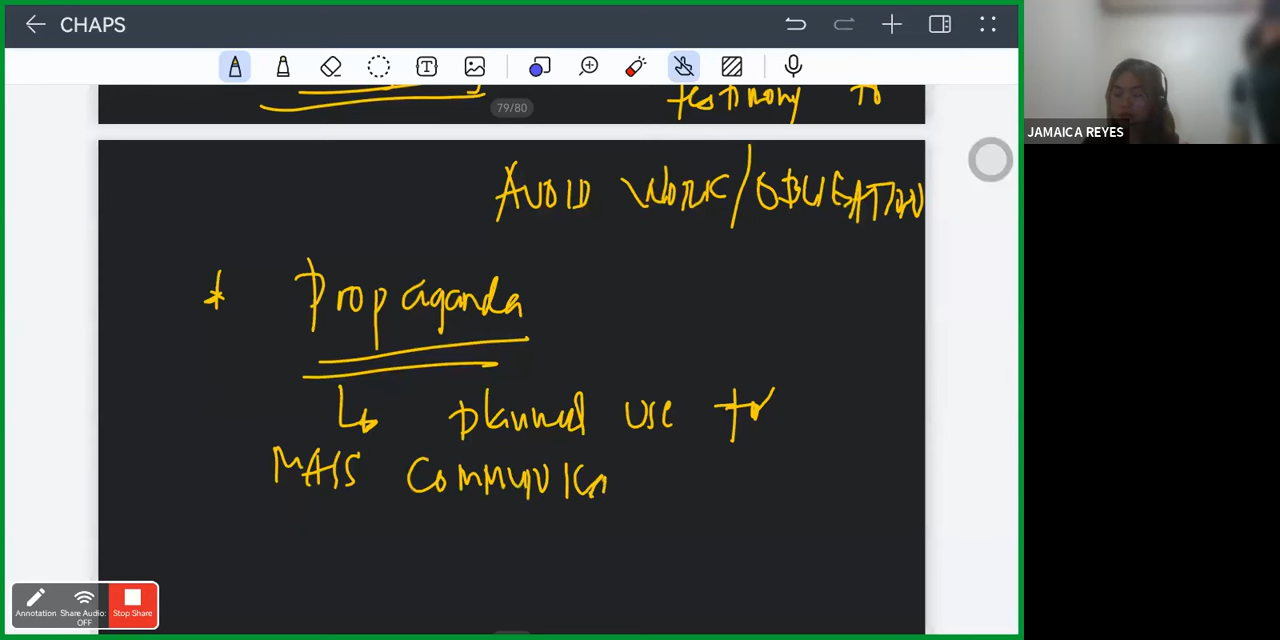 CHAPS
79/80
testimony to
JAMAICA REYES
AVOID WORK/OBLIGATION
* Propaganda
↳ planned use to
MASS COMMUNICA
Annotation
Share Audio: OFF
Stop Share